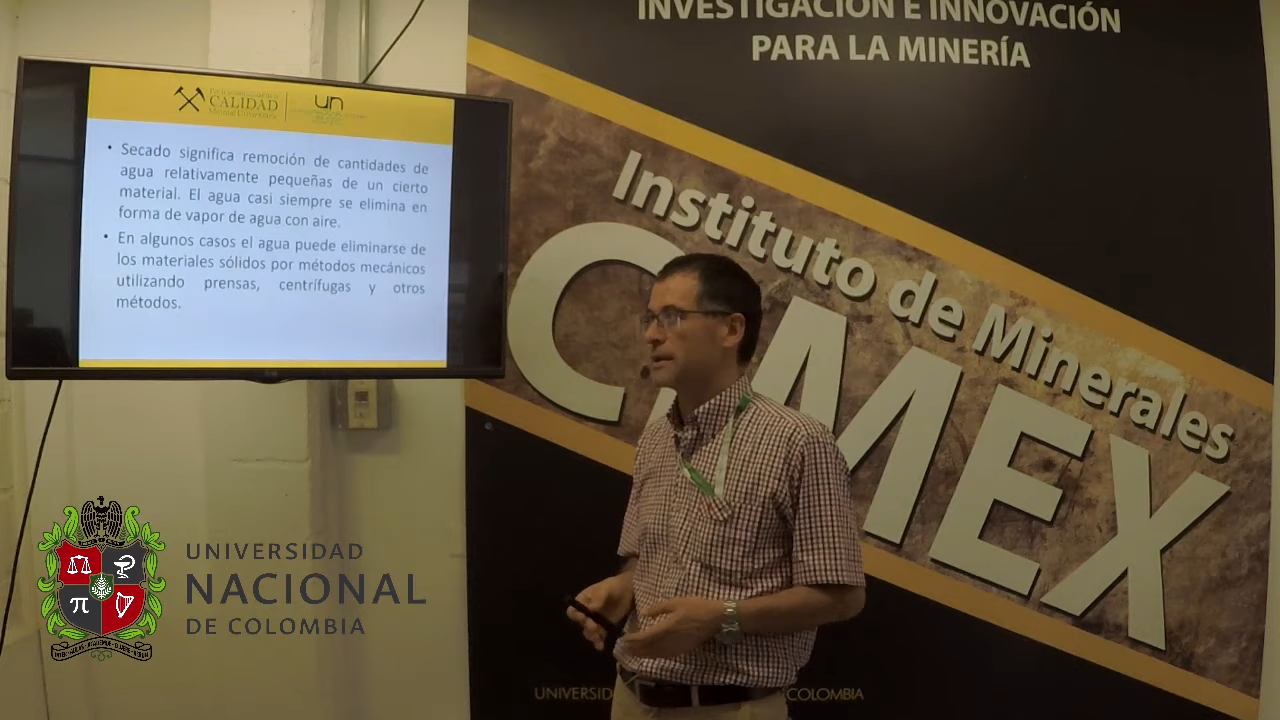 INVESTIGACIÓN E INNOVACIÓN
PARA LA MINERÍA
CALIDAD
un
• Secado significa remoción de cantidades de
agua relativamente pequeñas de un cierto
material. El agua casi siempre se elimina en
forma de vapor de agua con aire.
• En algunos casos el agua puede eliminarse de
los materiales sólidos por métodos mecánicos
utilizando prensas, centrífugas y otros
métodos.
Instituto de Minerales
CIMEX
UNIVERSIDAD
NACIONAL
DE COLOMBIA
π
UNIVERSID
COLOMBIA